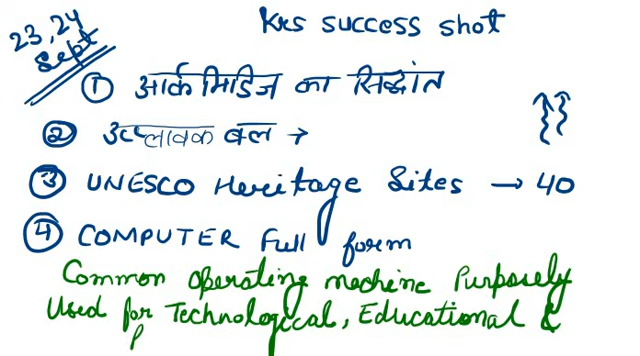 Krs success shot
23, 24
Sept
① आर्कमिडिज का सिद्धांत
② उत्प्लावक बल →
③ UNESCO Heritage Sites → 40
④ COMPUTER Full form
Common operating machine Purposely
Used for Technological, Educational &